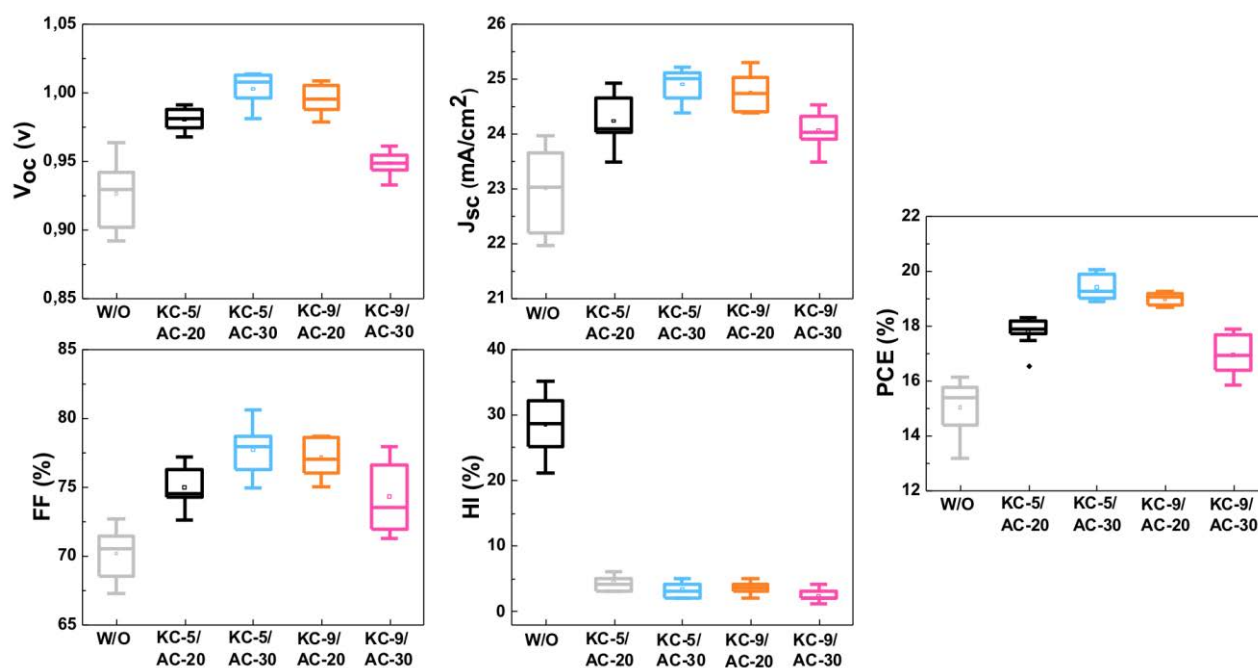 1,05
1,00
0,95
0,90
0,85
Voc (v)
W/O
KC-5/
AC-20
KC-5/
AC-30
KC-9/
AC-20
KC-9/
AC-30
26
25
24
23
22
21
Jsc (mA/cm²)
W/O
KC-5/
AC-20
KC-5/
AC-30
KC-9/
AC-20
KC-9/
AC-30
85
80
75
70
65
FF (%)
W/O
KC-5/
AC-20
KC-5/
AC-30
KC-9/
AC-20
KC-9/
AC-30
40
30
20
10
0
HI (%)
W/O
KC-5/
AC-20
KC-5/
AC-30
KC-9/
AC-20
KC-9/
AC-30
22
20
18
16
14
12
PCE (%)
W/O
KC-5/
AC-20
KC-5/
AC-30
KC-9/
AC-20
KC-9/
AC-30